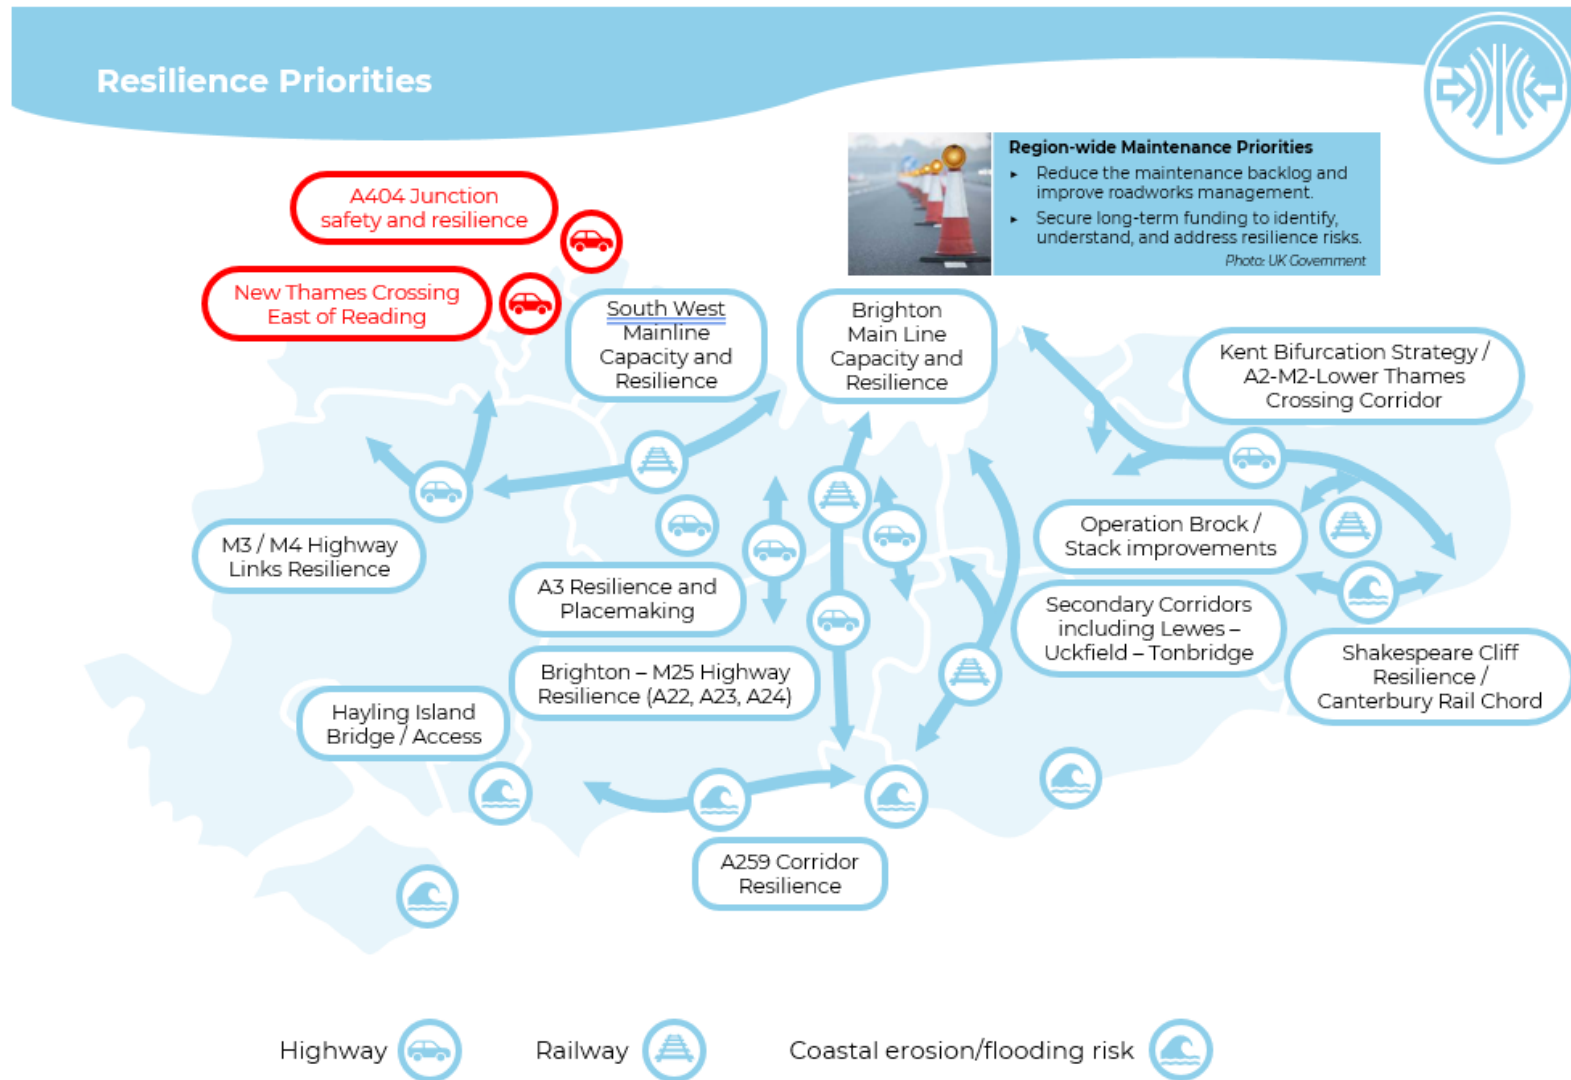 Resilience Priorities
Region-wide Maintenance Priorities
▸ Reduce the maintenance backlog and
improve roadworks management.
▸ Secure long-term funding to identify,
understand, and address resilience risks.
Photo: UK Government
A404 Junction
safety and resilience
New Thames Crossing
East of Reading
South West
Mainline
Capacity and
Resilience
Brighton
Main Line
Capacity and
Resilience
Kent Bifurcation Strategy /
A2-M2-Lower Thames
Crossing Corridor
M3 / M4 Highway
Links Resilience
A3 Resilience and
Placemaking
Operation Brock /
Stack improvements
Secondary Corridors
including Lewes –
Uckfield – Tonbridge
Shakespeare Cliff
Resilience /
Canterbury Rail Chord
Brighton – M25 Highway
Resilience (A22, A23, A24)
Hayling Island
Bridge / Access
A259 Corridor
Resilience
Highway
Railway
Coastal erosion/flooding risk